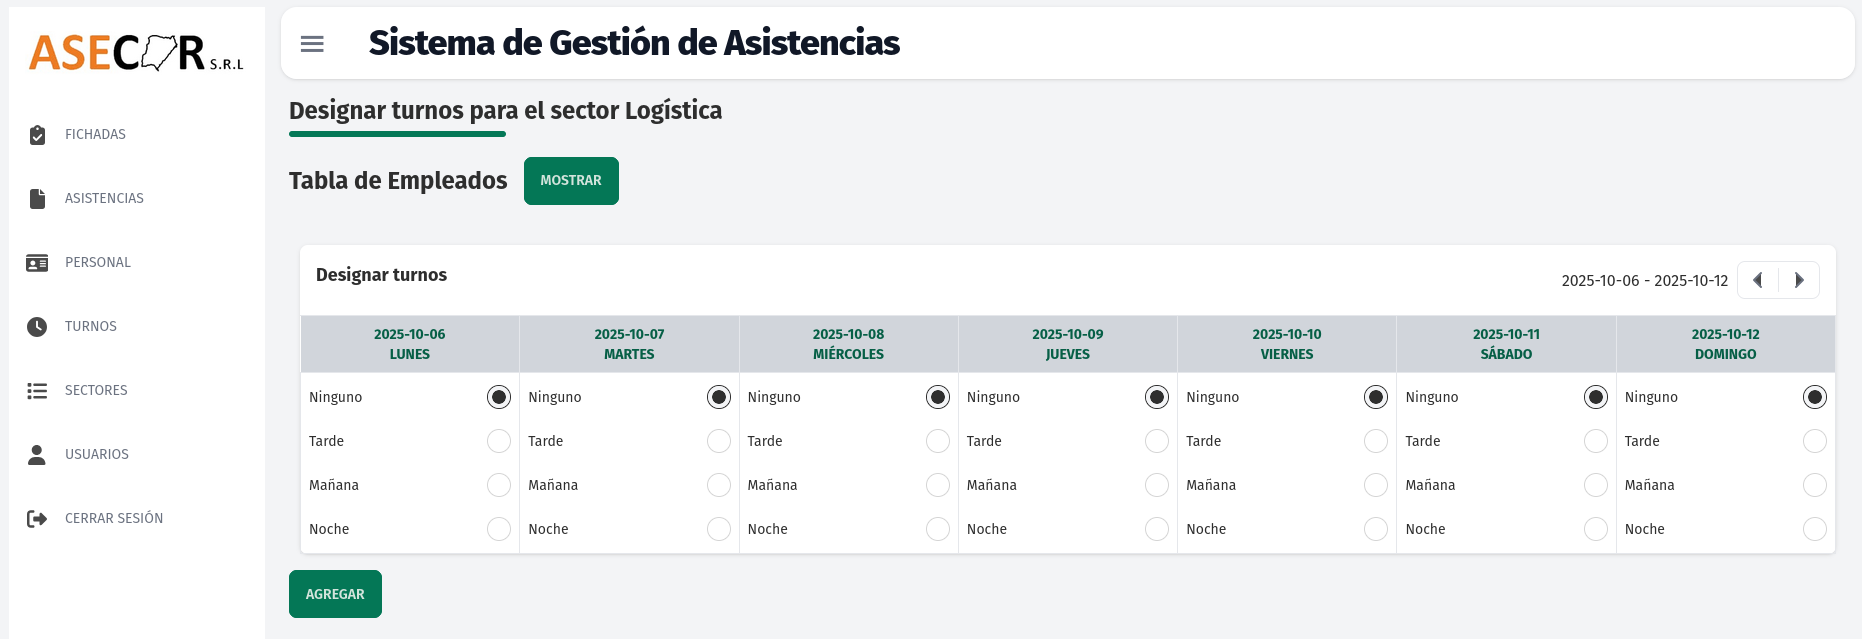 ASECOR S.R.L
Sistema de Gestión de Asistencias
FICHADAS
ASISTENCIAS
PERSONAL
TURNOS
SECTORES
USUARIOS
CERRAR SESIÓN
Designar turnos para el sector Logística
Tabla de Empleados MOSTRAR
Designar turnos
2025-10-06 - 2025-10-12
2025-10-06 2025-10-07 2025-10-08 2025-10-09 2025-10-10 2025-10-11 2025-10-12
LUNES MARTES MIÉRCOLES JUEVES VIERNES SÁBADO DOMINGO
Ninguno Ninguno Ninguno Ninguno Ninguno Ninguno Ninguno
Tarde Tarde Tarde Tarde Tarde Tarde Tarde
Mañana Mañana Mañana Mañana Mañana Mañana Mañana
Noche Noche Noche Noche Noche Noche Noche
AGREGAR